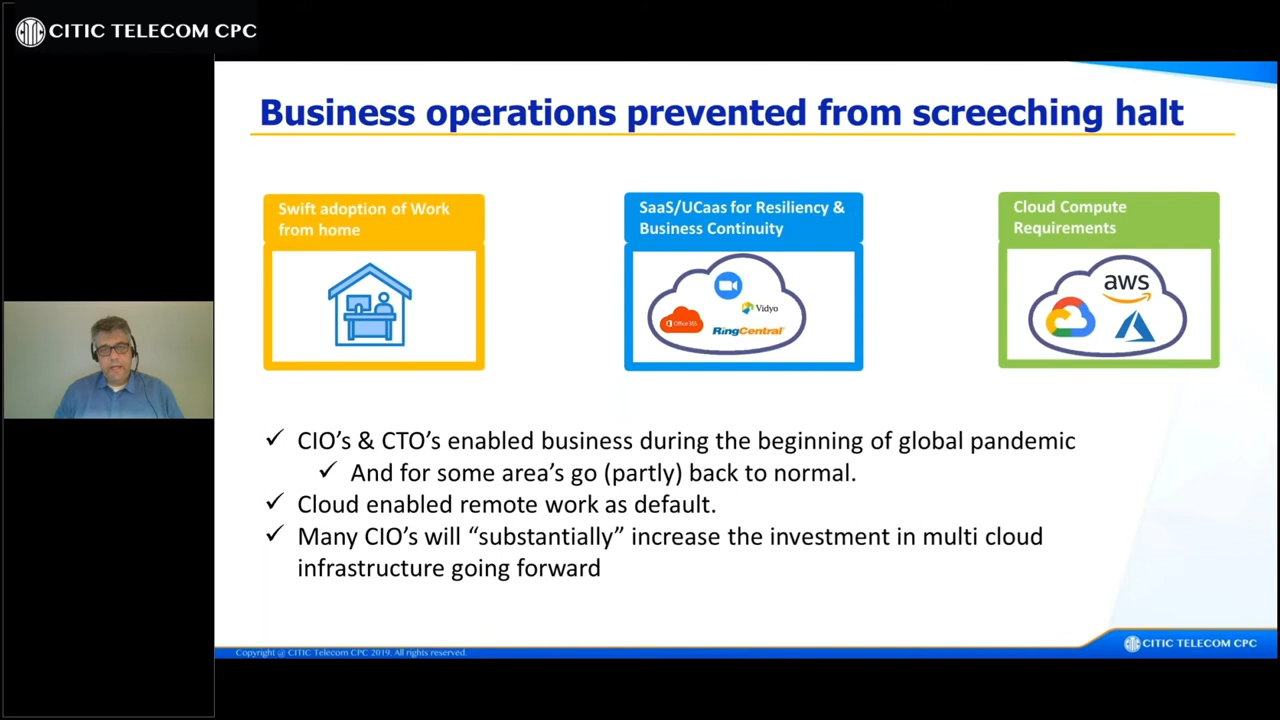 CITIC TELECOM CPC
Business operations prevented from screeching halt
Swift adoption of Work
from home
SaaS/UCaas for Resiliency &
Business Continuity
Vidyo
Office 365
RingCentral
Cloud Compute
Requirements
aws
✓ CIO's & CTO's enabled business during the beginning of global pandemic
✓ And for some area's go (partly) back to normal.
✓ Cloud enabled remote work as default.
✓ Many CIO's will “substantially” increase the investment in multi cloud
infrastructure going forward
Copyright @ CITIC Telecom CPC 2019. All rights reserved.
CITIC TELECOM CPC